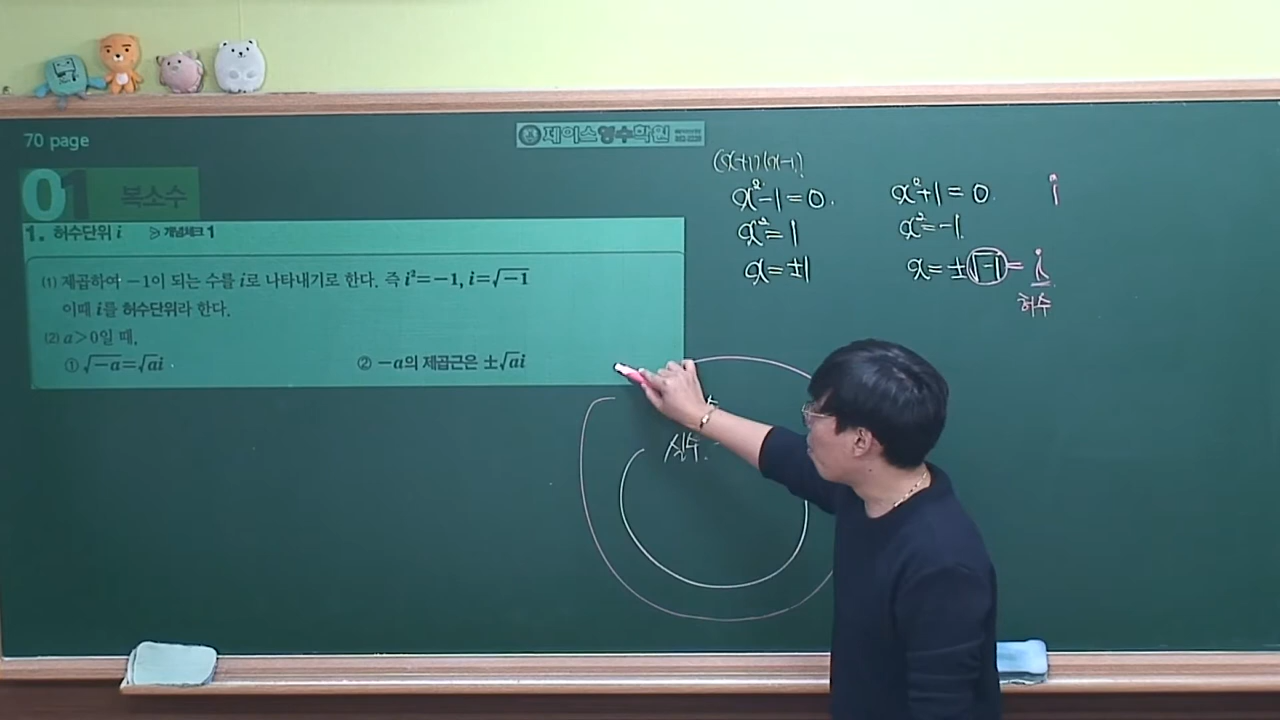 70 page
제이스영수학원
01 복소수
1. 허수단위 i ≫ 개념체크 1
(1) 제곱하여 −1이 되는 수를 i로 나타내기로 한다. 즉 i²=−1, i=√−1
이때 i를 허수단위라 한다.
(2) a>0일 때,
① √−a=√ai
② −a의 제곱근은 ±√ai
(x+1)(x−1)
x²−1=0.
x²=1
x=±1
x²+1=0.
x²=−1.
x=±√−1=i
허수
i
실수.